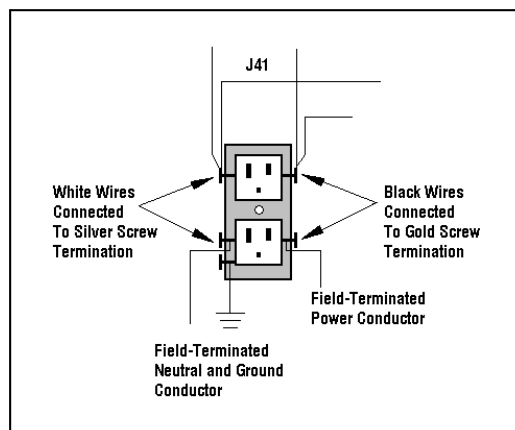 J41
White Wires
Connected
To Silver Screw
Termination
Black Wires
Connected
To Gold Screw
Termination
Field-Terminated
Power Conductor
Field-Terminated
Neutral and Ground
Conductor